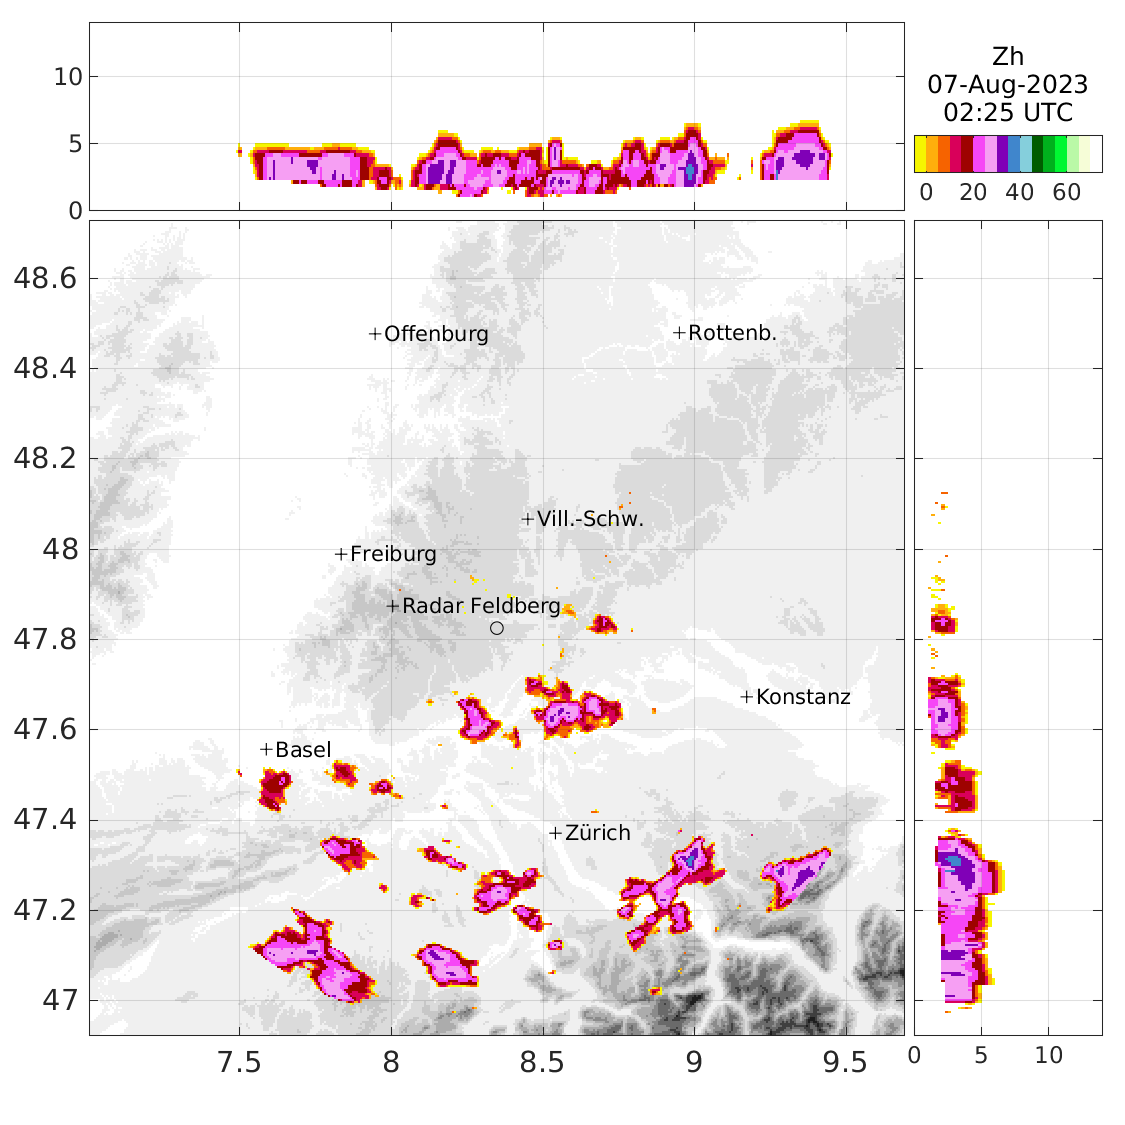 10
5
0
Zh
07-Aug-2023
02:25 UTC
0 20 40 60
48.6
+Offenburg
+Rottenb.
48.4
48.2
+Vill.-Schw.
48
+Freiburg
+Radar Feldberg
47.8
+Konstanz
47.6
+Basel
47.4
+Zürich
47.2
47
7.5 8 8.5 9 9.5
0 5 10